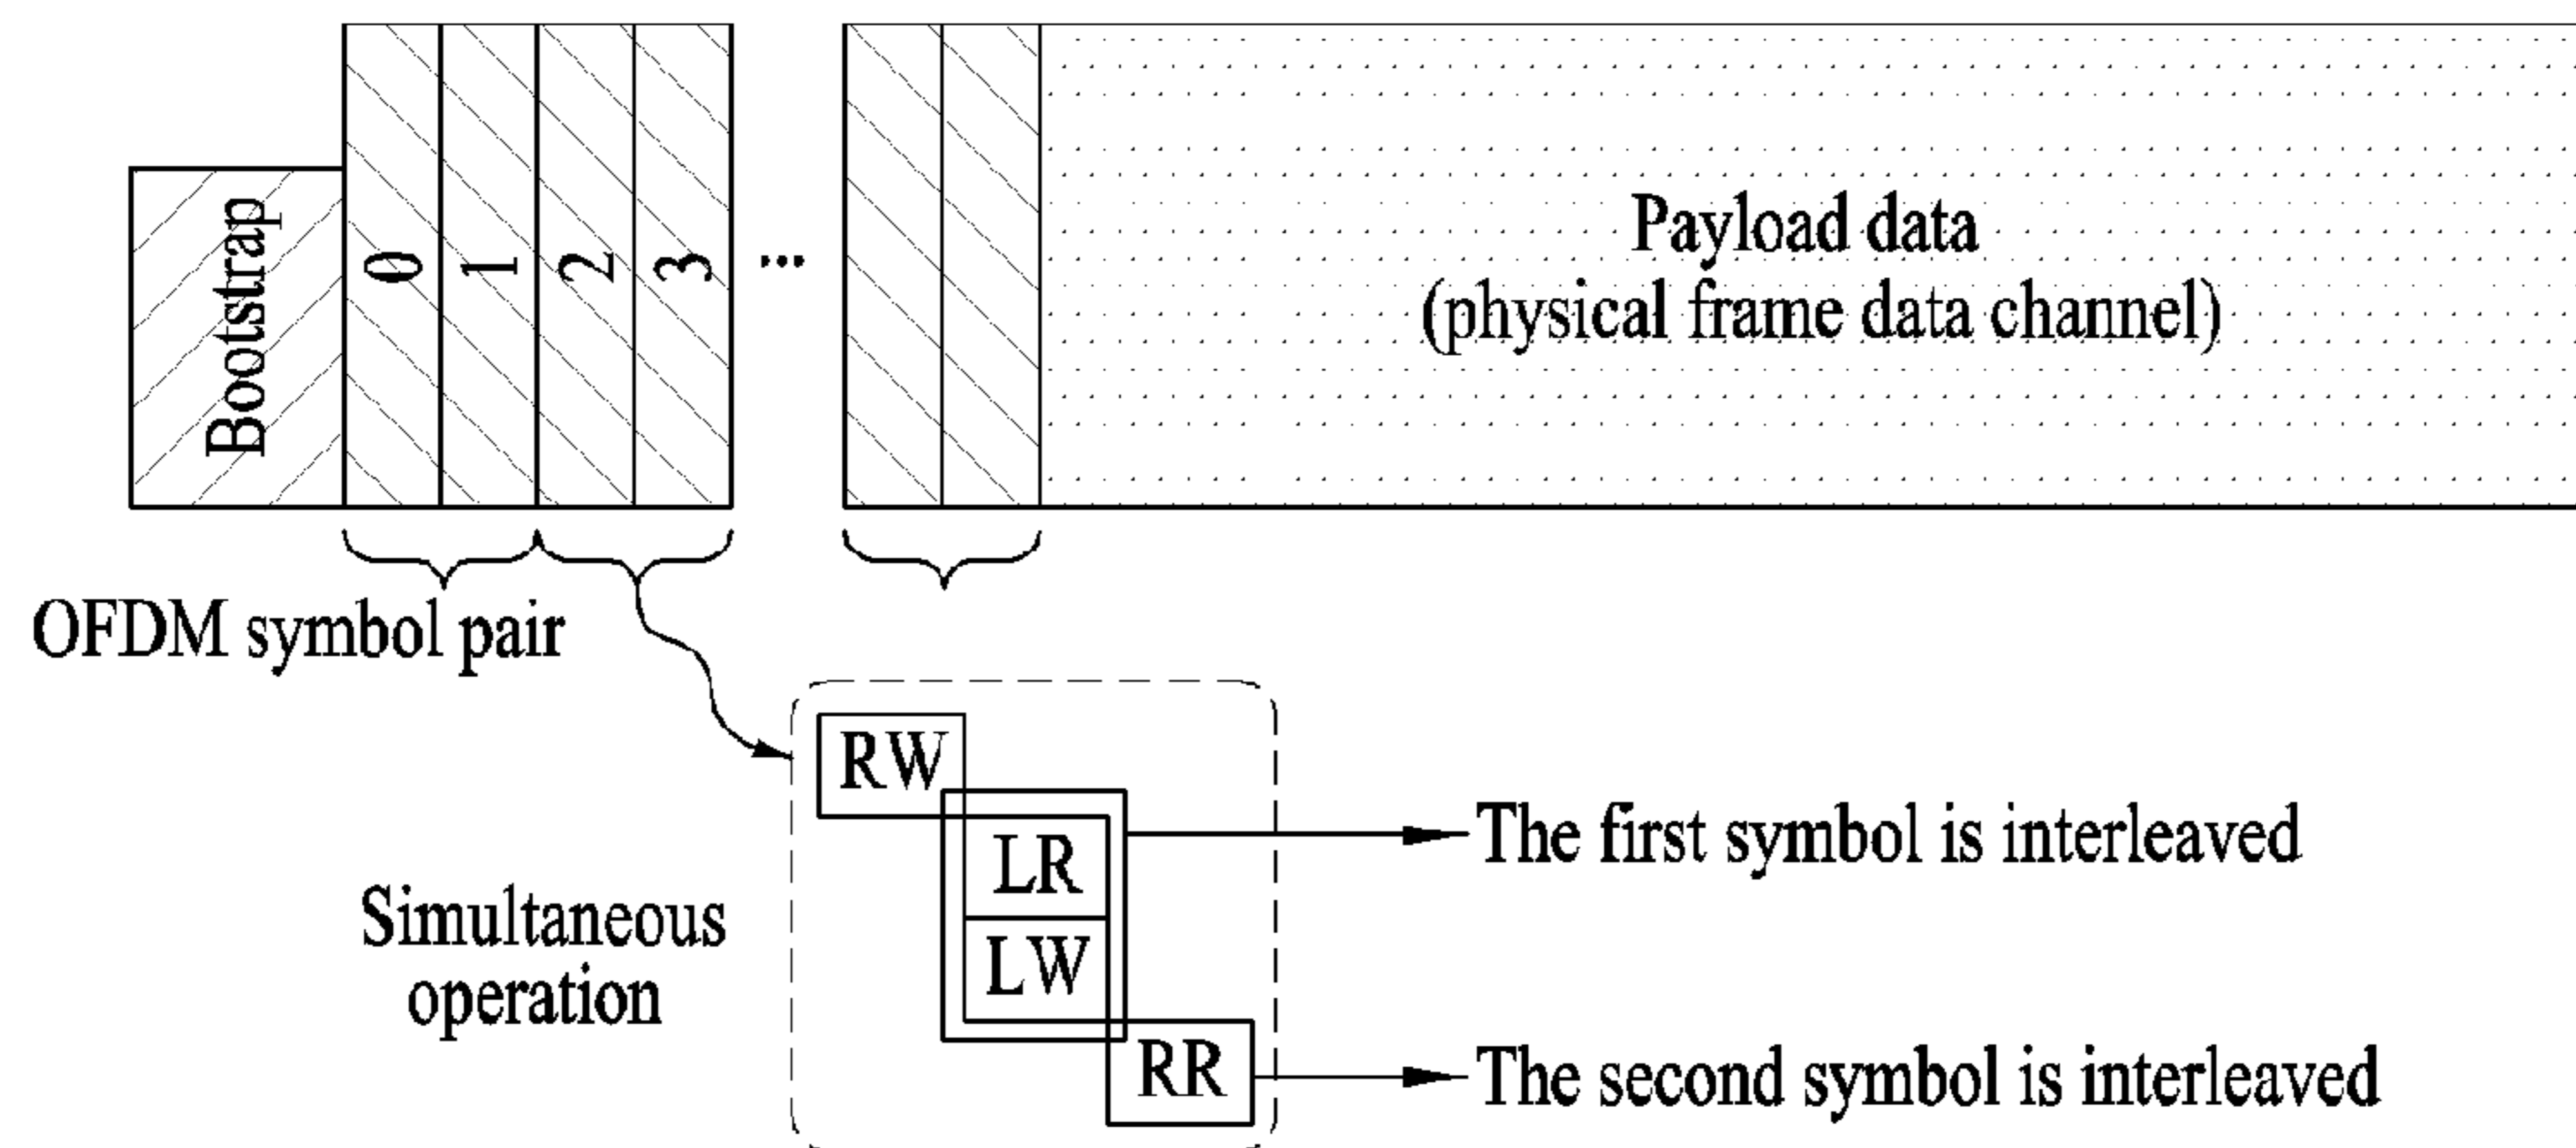 Bootstrap
0
1
2
3
...
Payload data
(physical frame data channel)
OFDM symbol pair
RW
LR
LW
RR
Simultaneous
operation
The first symbol is interleaved
The second symbol is interleaved